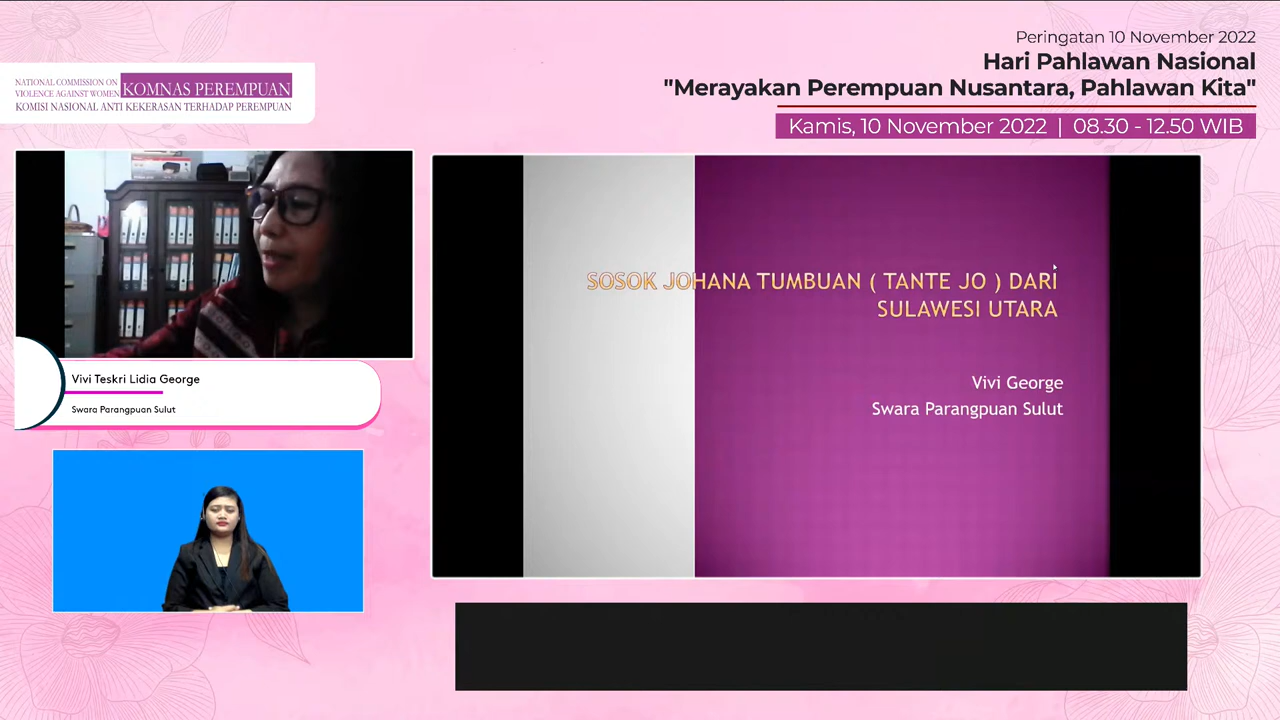 Peringatan 10 November 2022
Hari Pahlawan Nasional
"Merayakan Perempuan Nusantara, Pahlawan Kita"
Kamis, 10 November 2022 | 08.30 - 12.50 WIB
NATIONAL COMMISSION ON
VIOLENCE AGAINST WOMEN
KOMNAS PEREMPUAN
KOMISI NASIONAL ANTI KEKERASAN TERHADAP PEREMPUAN
SOSOK JOHANA TUMBUAN ( TANTE JO ) DARI
SULAWESI UTARA
Vivi George
Swara Parangpuan Sulut
Vivi Teskri Lidia George
Swara Parangpuan Sulut